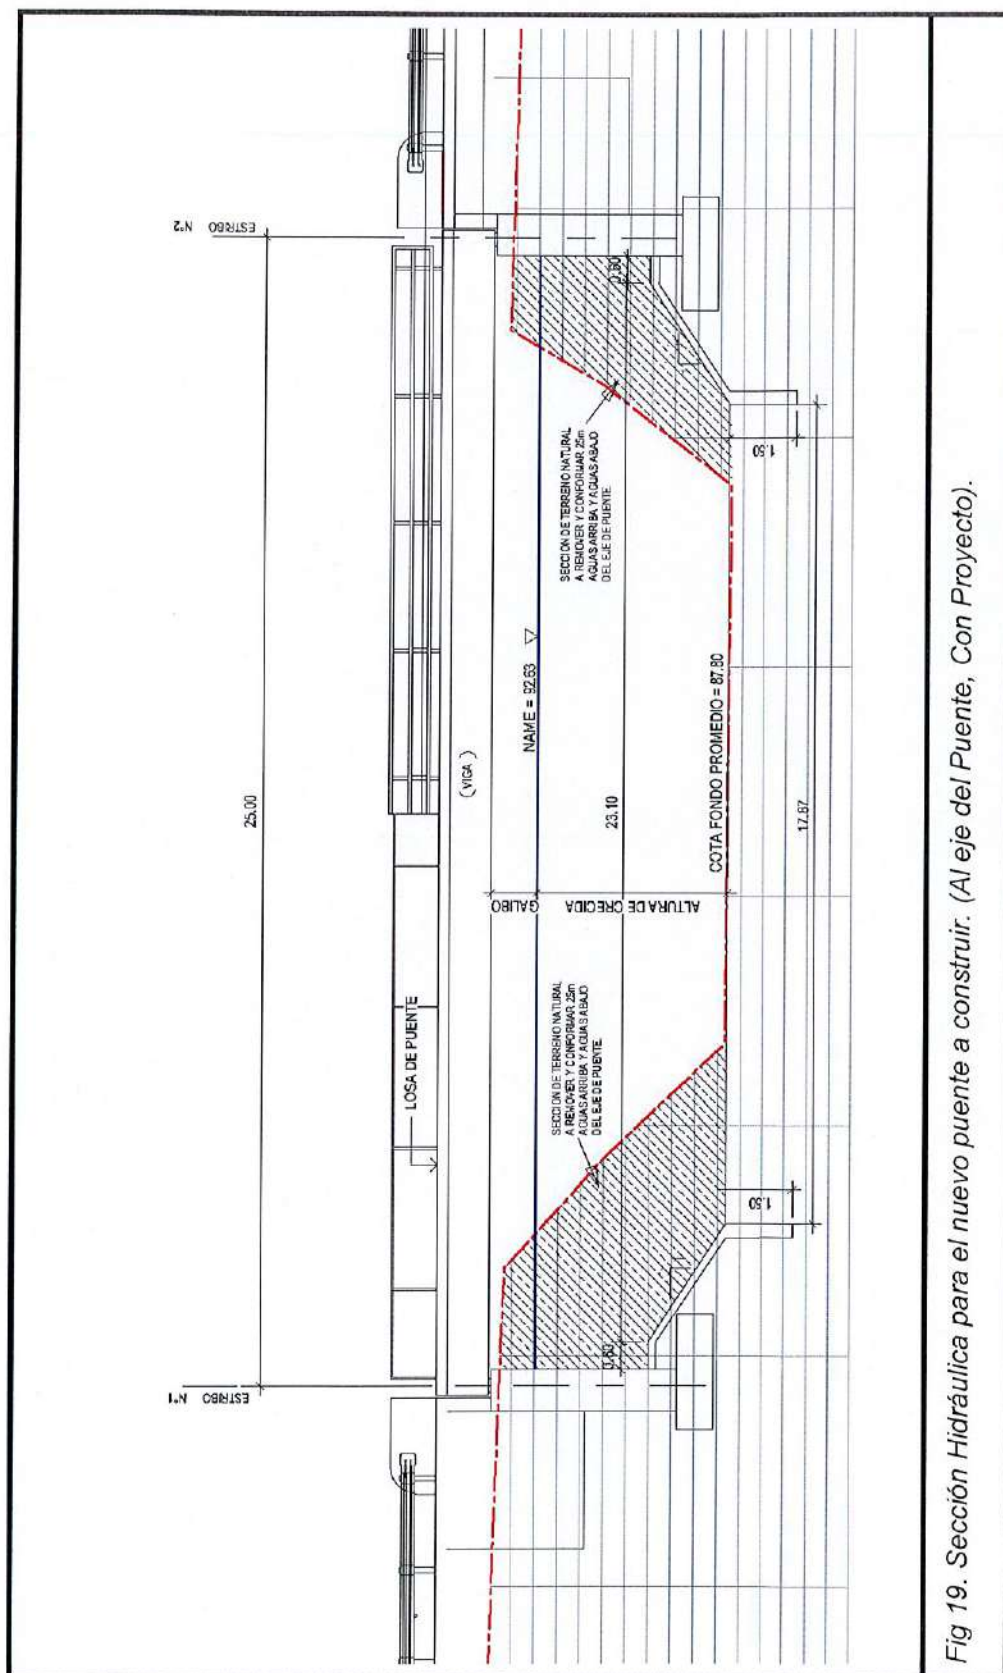 ESTRIBO N°1
25.00
ESTRIBO N°2
LOSA DE PUENTE
(VIGA)
GALIBO
NAME = 92.63
SECCION DE TERRENO NATURAL
A REMOVER Y CONFORMAR 25m
AGUAS ARRIBA Y AGUAS ABAJO
DEL EJE DE PUENTE
SECCION DE TERRENO NATURAL
A REMOVER Y CONFORMAR 25m
AGUAS ARRIBA Y AGUAS ABAJO
DEL EJE DE PUENTE
ALTURA DE CRECIDA
0.60
23.10
0.60
COTA FONDO PROMEDIO = 87.80
1.50
1.50
17.87
Fig 19. Sección Hidráulica para el nuevo puente a construir. (Al eje del Puente, Con Proyecto).